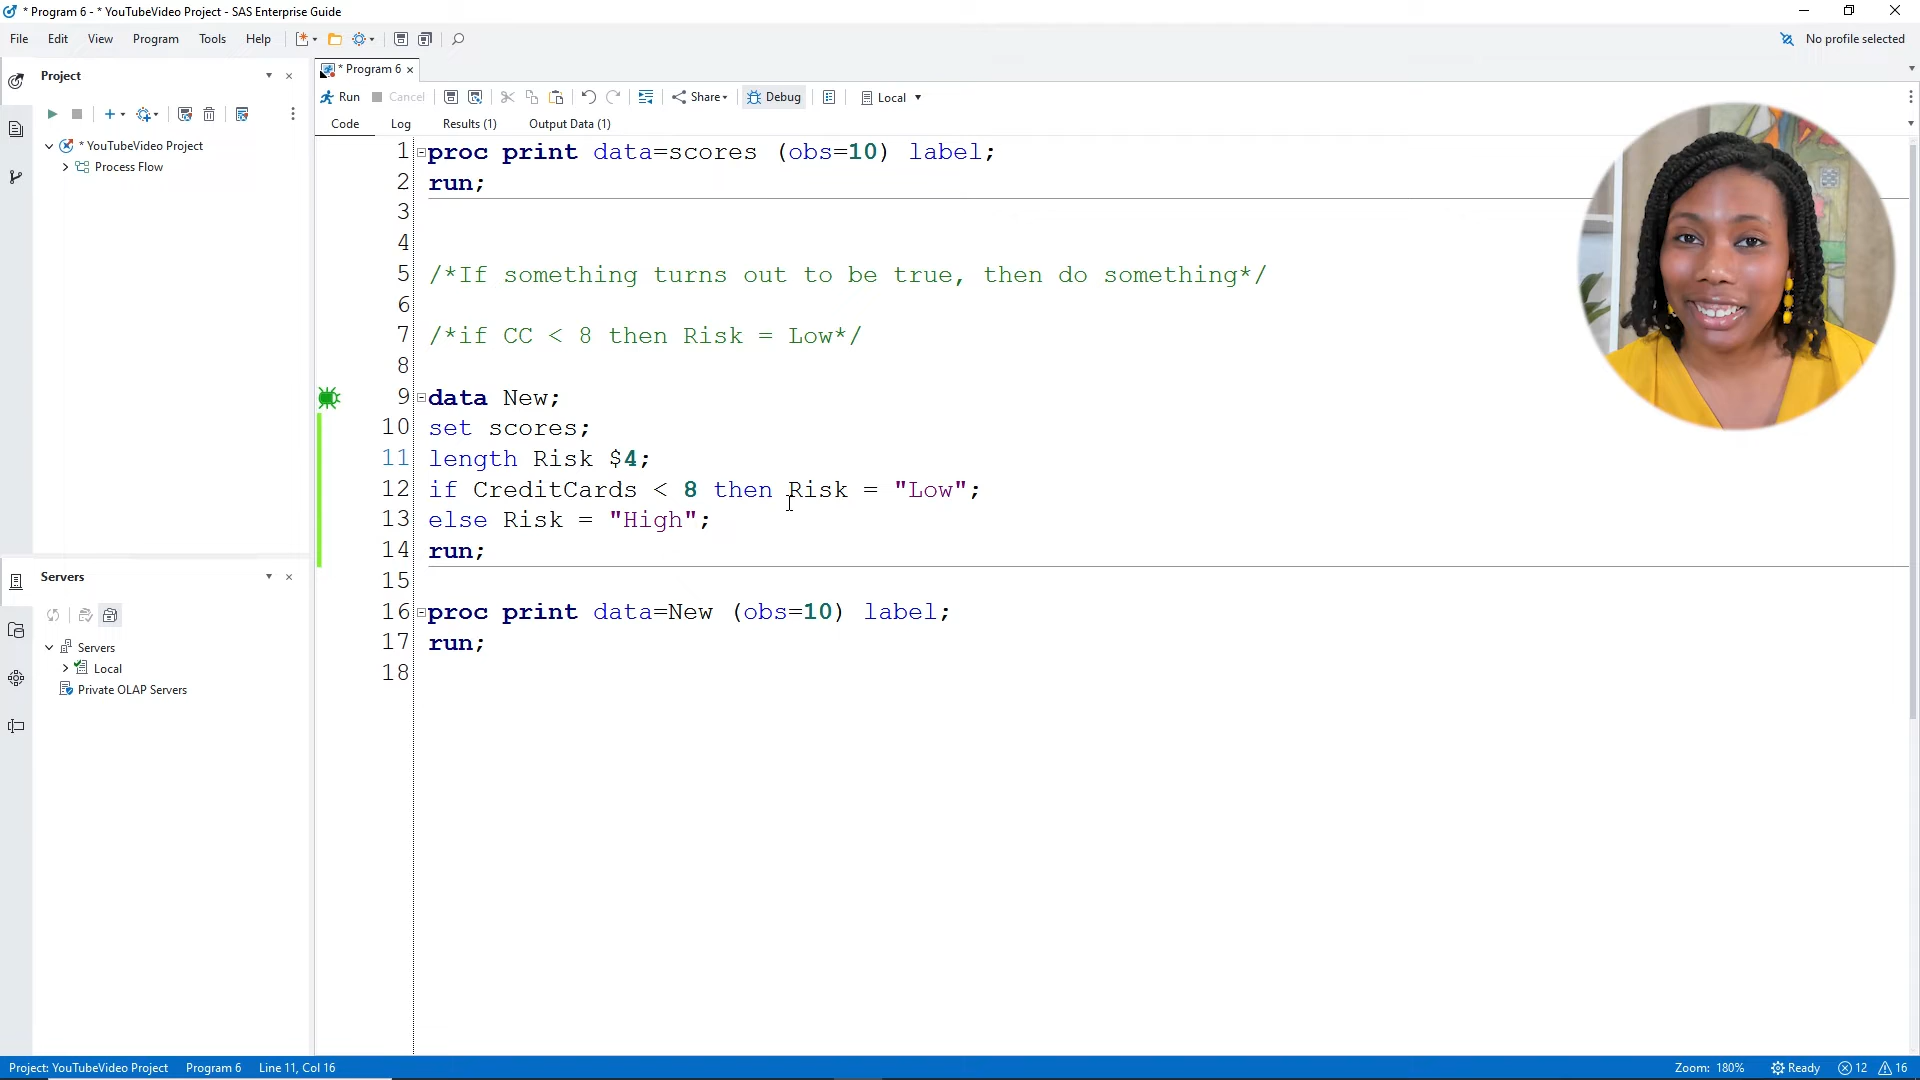 * Program 6 - * YouTubeVideo Project - SAS Enterprise Guide
File Edit View Program Tools Help
No profile selected
Project
* YouTubeVideo Project
Process Flow
Servers
Servers
Local
Private OLAP Servers
* Program 6
Run Cancel Share Debug Local
Code Log Results (1) Output Data (1)
1 proc print data=scores (obs=10) label;
2 run;
3
4
5 /*If something turns out to be true, then do something*/
6
7 /*if CC < 8 then Risk = Low*/
8
9 data New;
10 set scores;
11 length Risk $4;
12 if CreditCards < 8 then Risk = "Low";
13 else Risk = "High";
14 run;
15
16 proc print data=New (obs=10) label;
17 run;
18
Project: YouTubeVideo Project Program 6 Line 11, Col 16 Zoom: 180% Ready 12 16